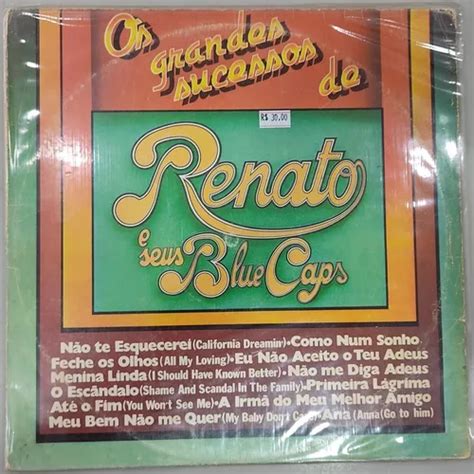 Os
grandes
sucessos
de
R$ 30,00
Renato
e seus Blue Caps
Não te Esquecerei (California Dreamin')•Como Num Sonho
Feche os Olhos (All My Loving)•Eu Não Aceito o Teu Adeus
Menina Linda (I Should Have Known Better)•Não me Diga Adeus
O Escândalo (Shame And Scandal In The Family)•Primeira Lágrima
Até o Fim (You Won't See Me)•A Irmã do Meu Melhor Amigo
Meu Bem Não me Quer (My Baby Don't Care)•Ana (Anna (Go to him)